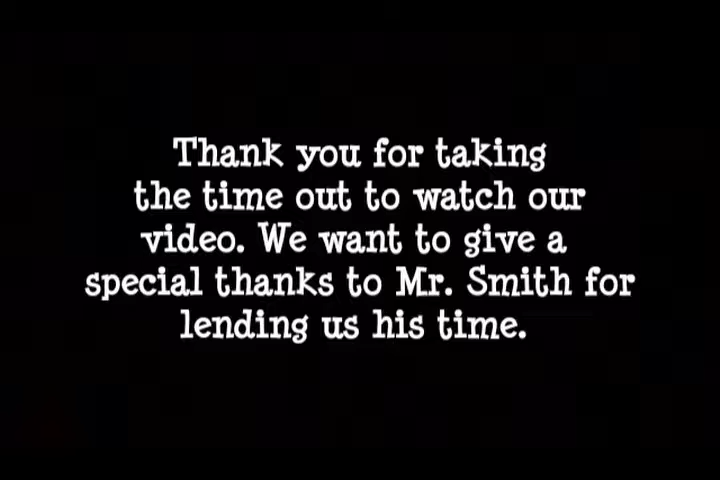 Thank you for taking
the time out to watch our
video. We want to give a
special thanks to Mr. Smith for
lending us his time.